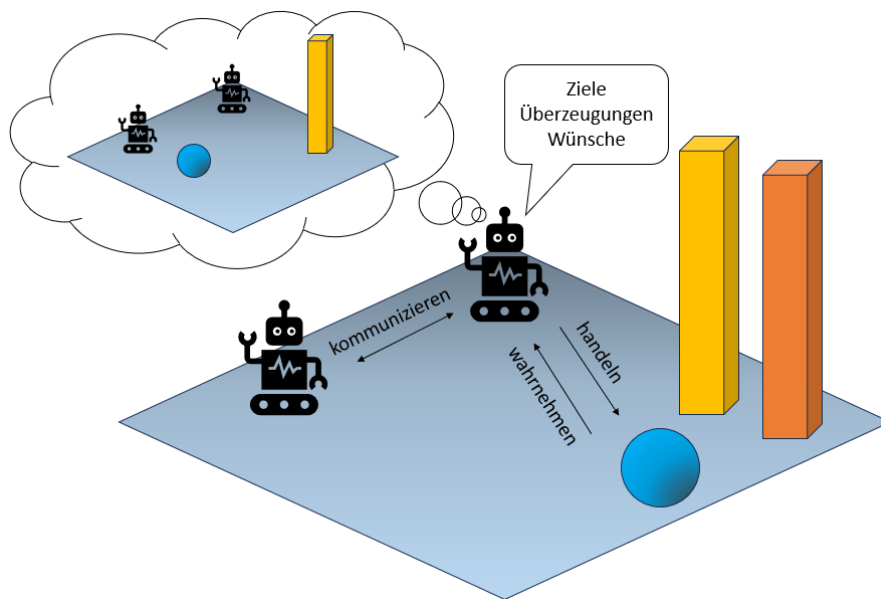 Ziele
Überzeugungen
Wünsche
kommunizieren
handeln
wahrnehmen